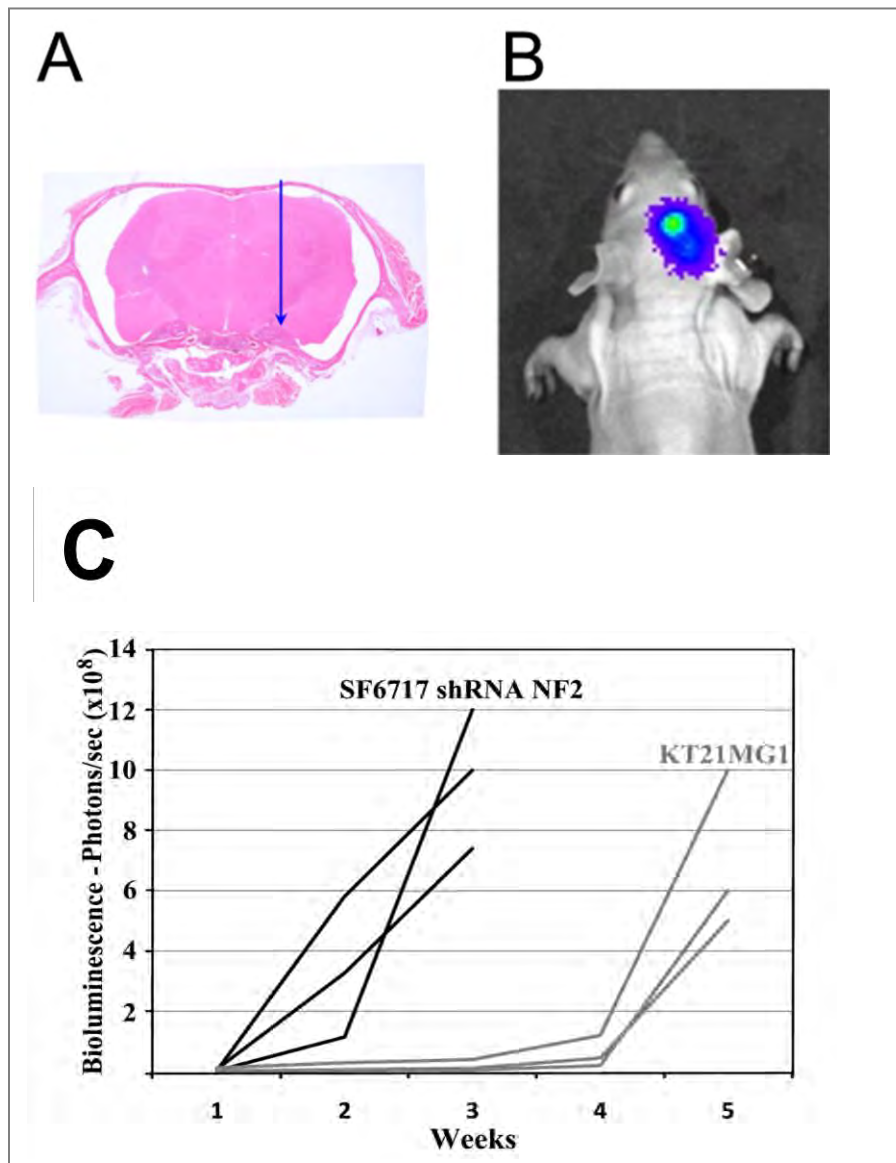 A
B
C
Bioluminescence - Photons/sec (x10⁸)
14
12
10
8
6
4
2
SF6717 shRNA NF2
KT21MG1
1 2 3 4 5
Weeks